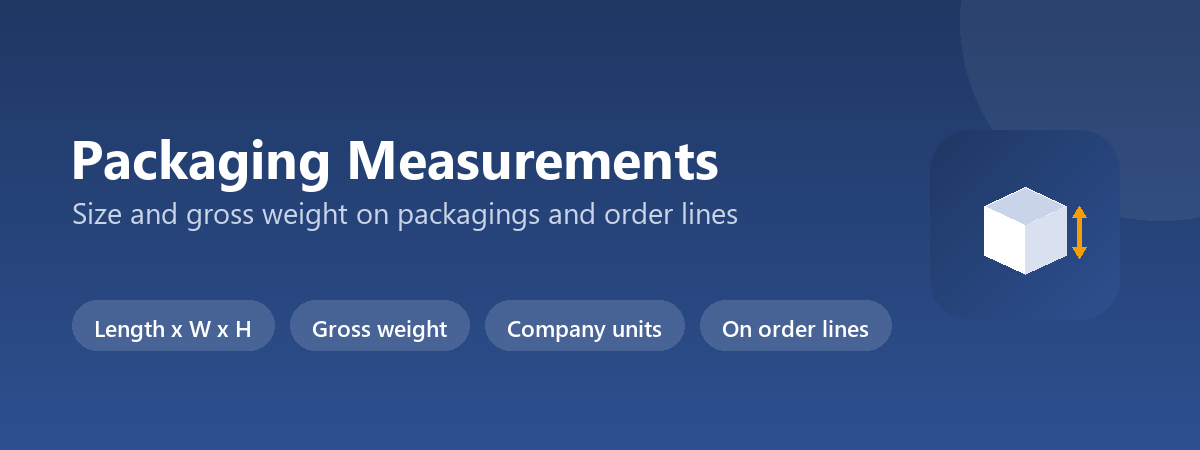 Packaging Measurements
Size and gross weight on packagings and order lines
Length x W x H
Gross weight
Company units
On order lines